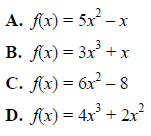 A. f(x) = 5x² – x
B. f(x) = 3x³ + x
C. f(x) = 6x² – 8
D. f(x) = 4x³ + 2x²